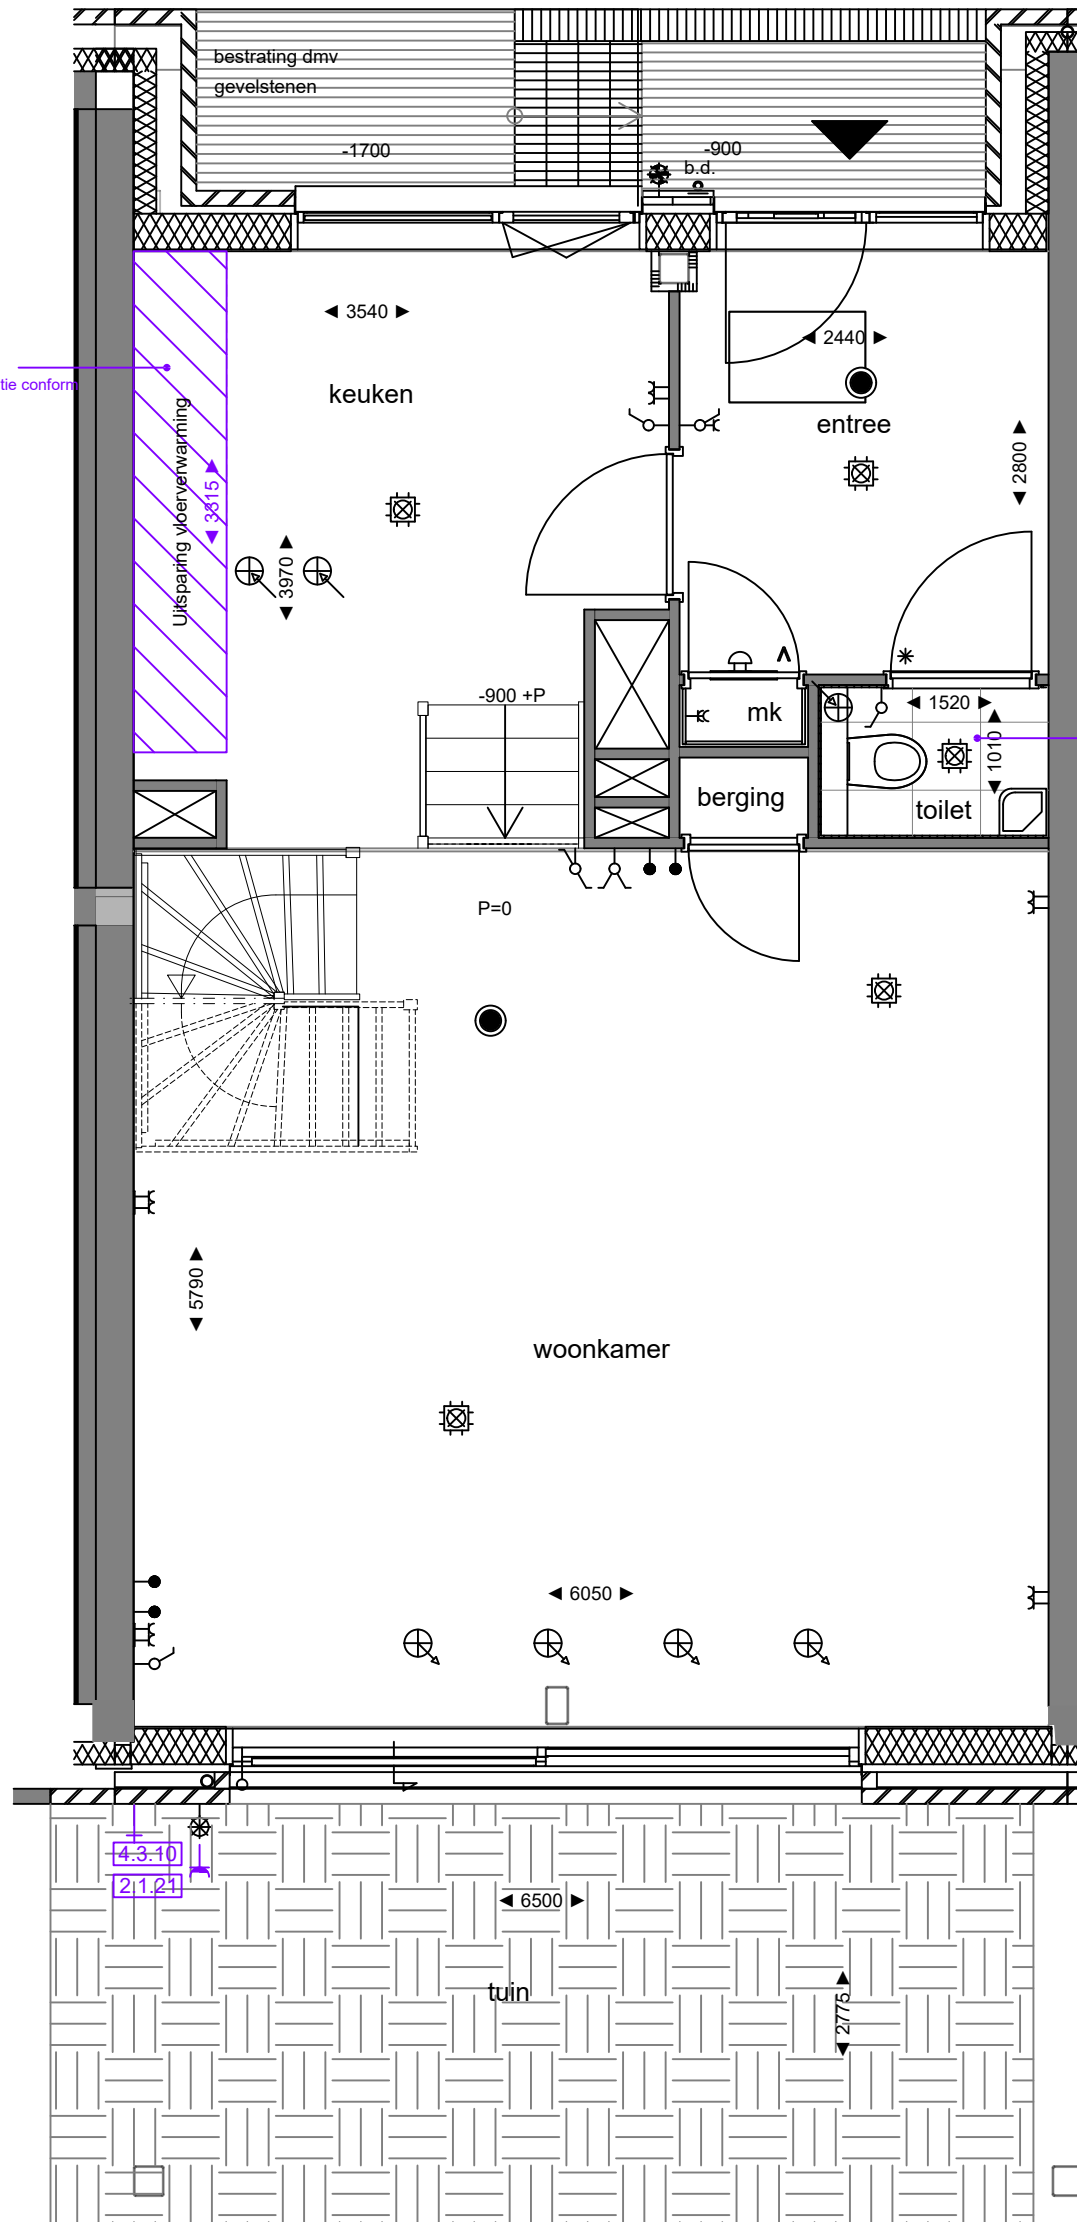 bestrating dmv
gevelstenen
-1700
-900
b.d.
3540
2440
tie conform
keuken
entree
2800
Uitsparing vloerverwarming
3315
3970
-900 +P
mk
1520
1010
berging
toilet
P=0
5790
woonkamer
6050
4.3.10
2.1.21
6500
tuin
2775